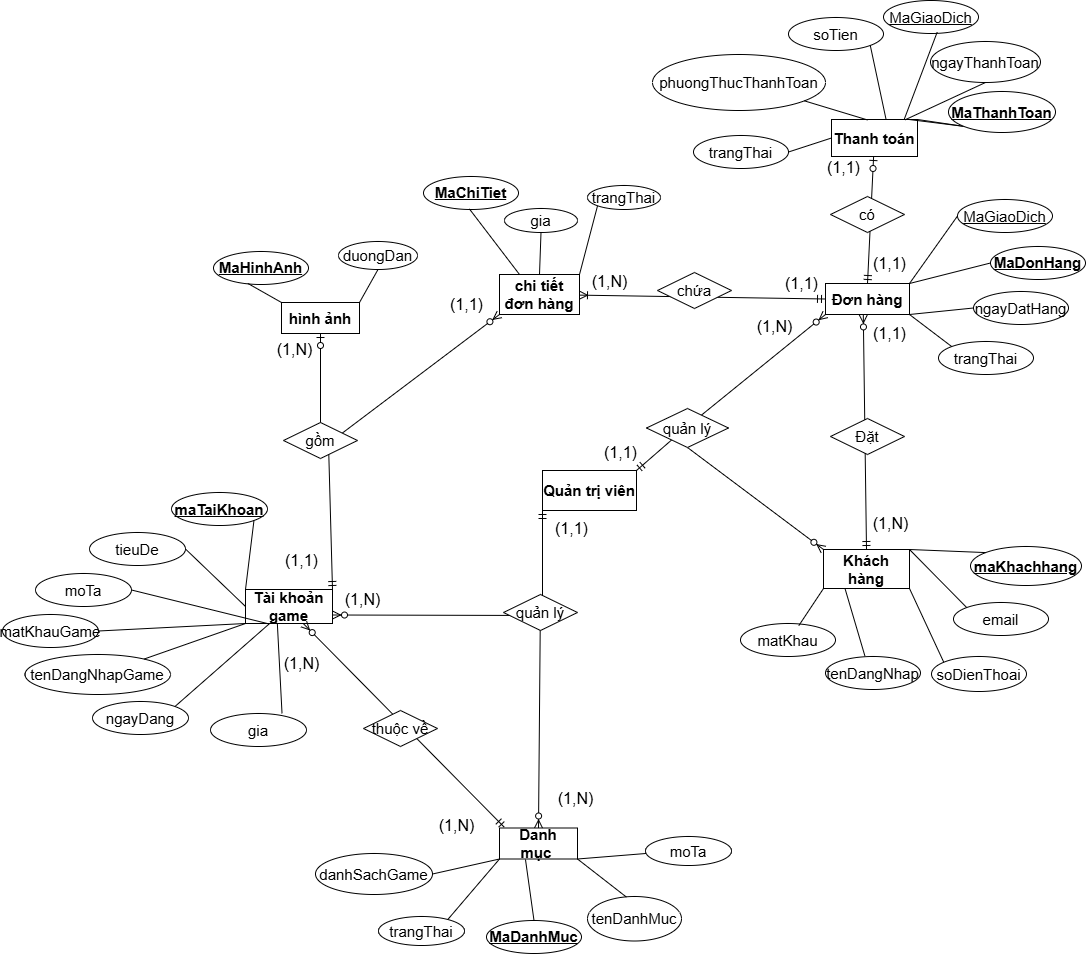 MaGiaoDich
soTien
ngayThanhToan
phuongThucThanhToan
MaThanhToan
Thanh toán
trangThai
(1,1)
MaChiTiet
trangThai
gia
có
MaGiaoDich
duongDan
MaHinhAnh
(1,1)
MaDonHang
chi tiết
đơn hàng
(1,N)
chứa
(1,1)
Đơn hàng
(1,1)
hình ảnh
ngayDatHang
(1,N)
(1,1)
(1,N)
trangThai
gồm
quản lý
Đặt
(1,1)
Quản trị viên
maTaiKhoan
(1,1)
(1,N)
tieuDe
(1,1)
Khách
hàng
maKhachhang
moTa
Tài khoản
game
(1,N)
quản lý
email
matKhauGame
matKhau
(1,N)
tenDangNhapGame
tenDangNhap
soDienThoai
ngayDang
gia
thuộc về
(1,N)
(1,N)
Danh
mục
moTa
danhSachGame
tenDanhMuc
trangThai
MaDanhMuc